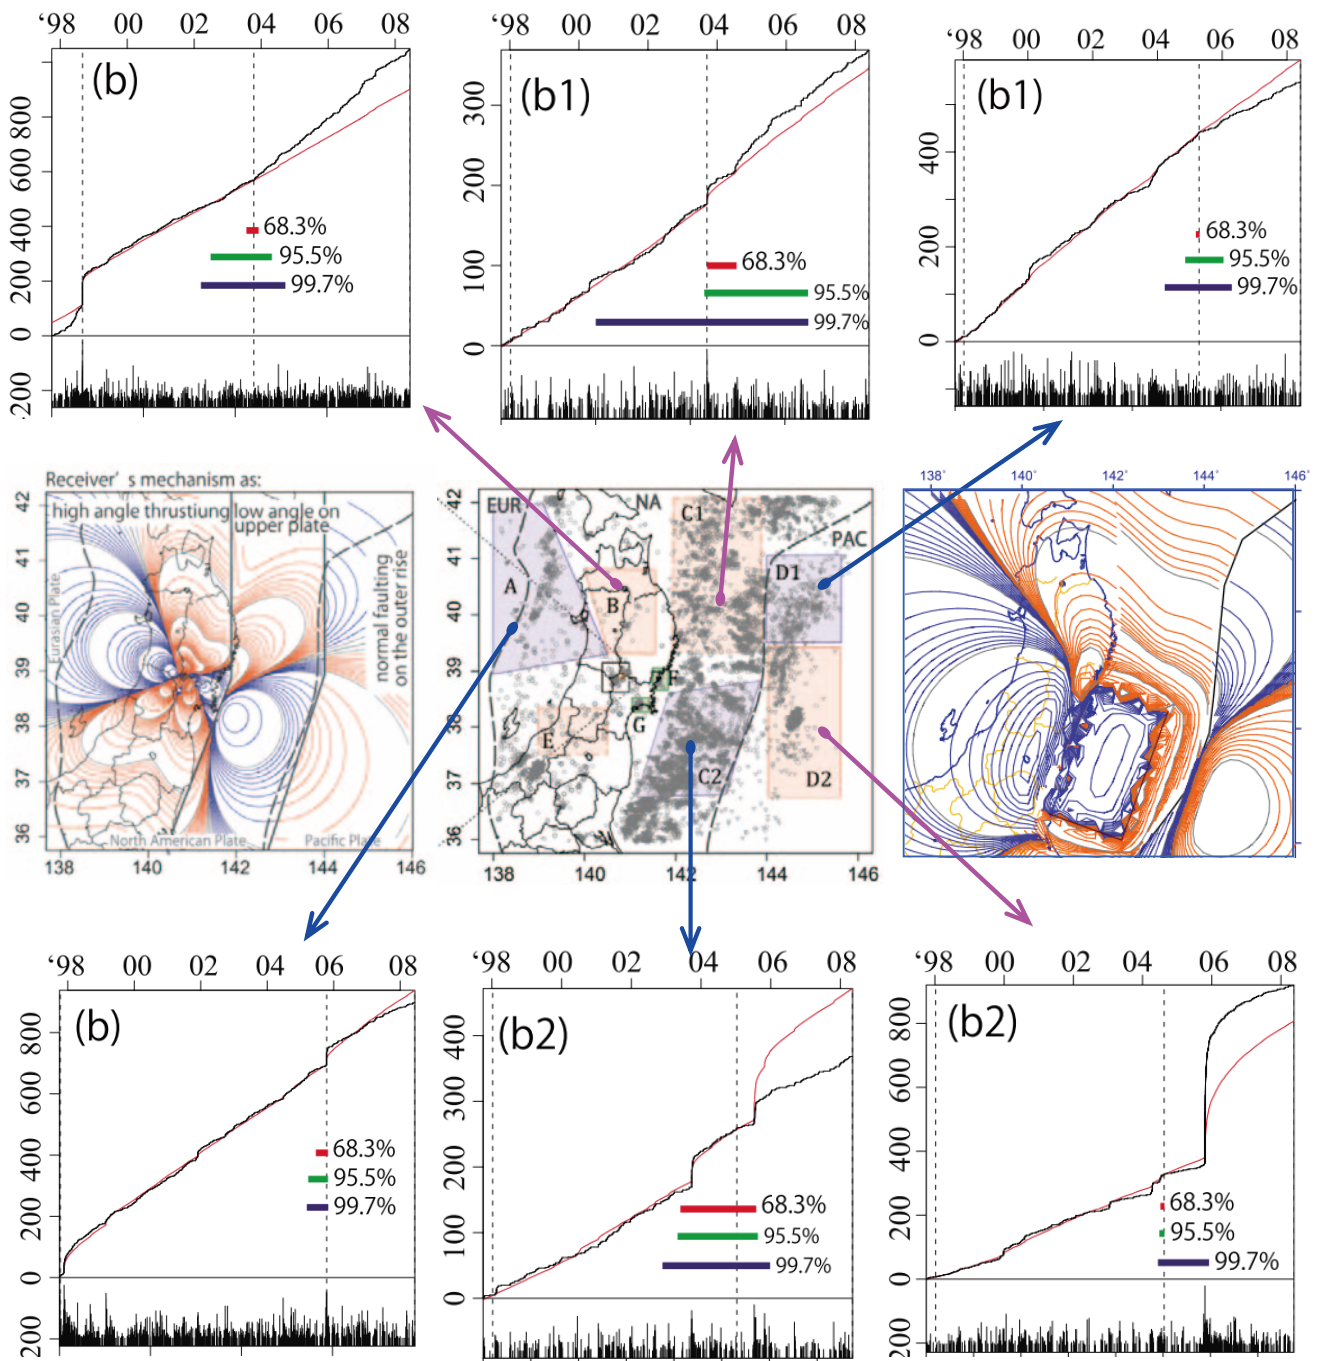 ‘98 00 02 04 06 08
(b)
800
600
400
200
0
200
68.3%
95.5%
99.7%
‘98 00 02 04 06 08
(b1)
300
200
100
0
68.3%
95.5%
99.7%
‘98 00 02 04 06 08
(b1)
400
200
0
68.3%
95.5%
99.7%
Receiver’ s mechanism as:
high angle thrustiung low angle on
upper plate
normal faulting
on the outer rise
Eurasian Plate
North American Plate
Pacific Plate
42
41
40
39
38
37
36
138 140 142 144 146
EUR
NA
PAC
A
B
C1
D1
F
G
E
C2
D2
42
41
40
39
38
37
36
138 140 142 144 146
138° 140° 142° 144° 146°
‘98 00 02 04 06 08
(b)
800
600
400
200
0
200
68.3%
95.5%
99.7%
‘98 00 02 04 06 08
(b2)
400
300
200
100
0
68.3%
95.5%
99.7%
‘98 00 02 04 06 08
(b2)
800
600
400
200
0
200
68.3%
95.5%
99.7%